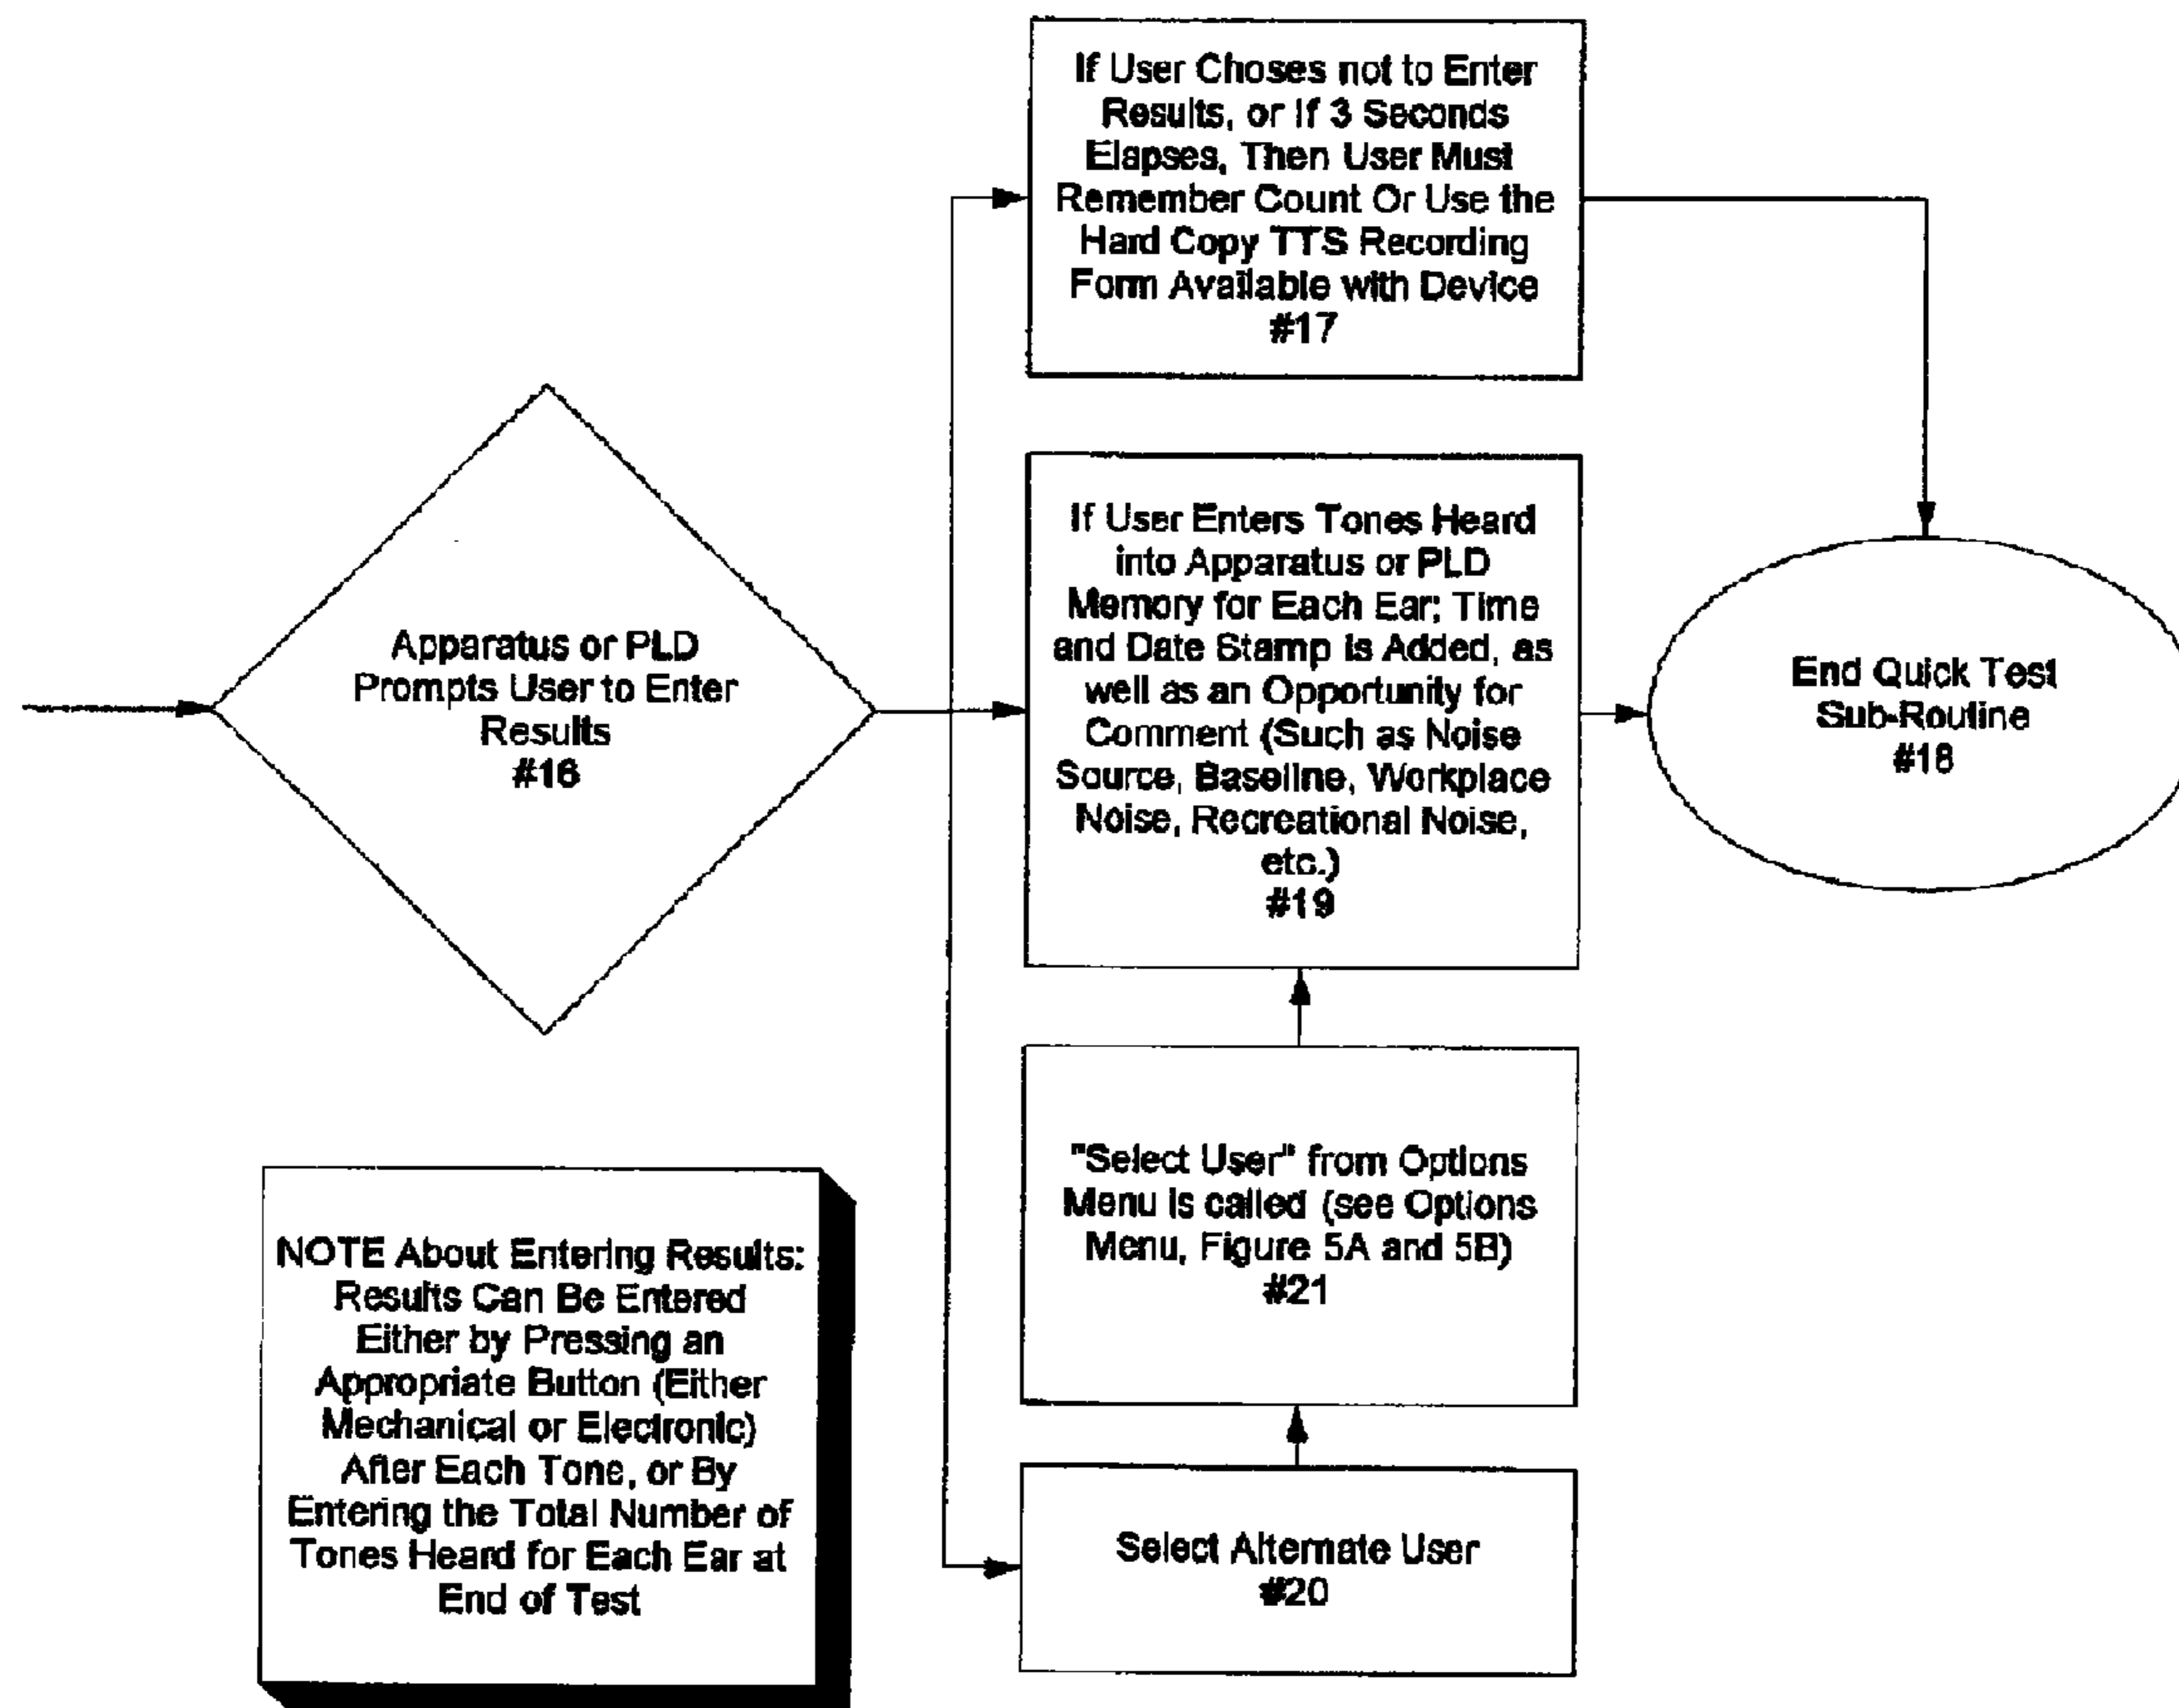 If User Choses not to Enter
Results, or if 3 Seconds
Elapses, Then User Must
Remember Count Or Use the
Hard Copy TTS Recording
Form Available with Device
#17
Apparatus or PLD
Prompts User to Enter
Results
#16
If User Enters Tones Heard
into Apparatus or PLD
Memory for Each Ear; Time
and Date Stamp is Added, as
well as an Opportunity for
Comment (Such as Noise
Source, Baseline, Workplace
Noise, Recreational Noise,
etc.)
#19
End Quick Test
Sub-Routine
#18
"Select User" from Options
Menu is called (see Options
Menu, Figure 5A and 5B)
#21
NOTE About Entering Results:
Results Can Be Entered
Either by Pressing an
Appropriate Button (Either
Mechanical or Electronic)
After Each Tone, or By
Entering the Total Number of
Tones Heard for Each Ear at
End of Test
Select Alternate User
#20